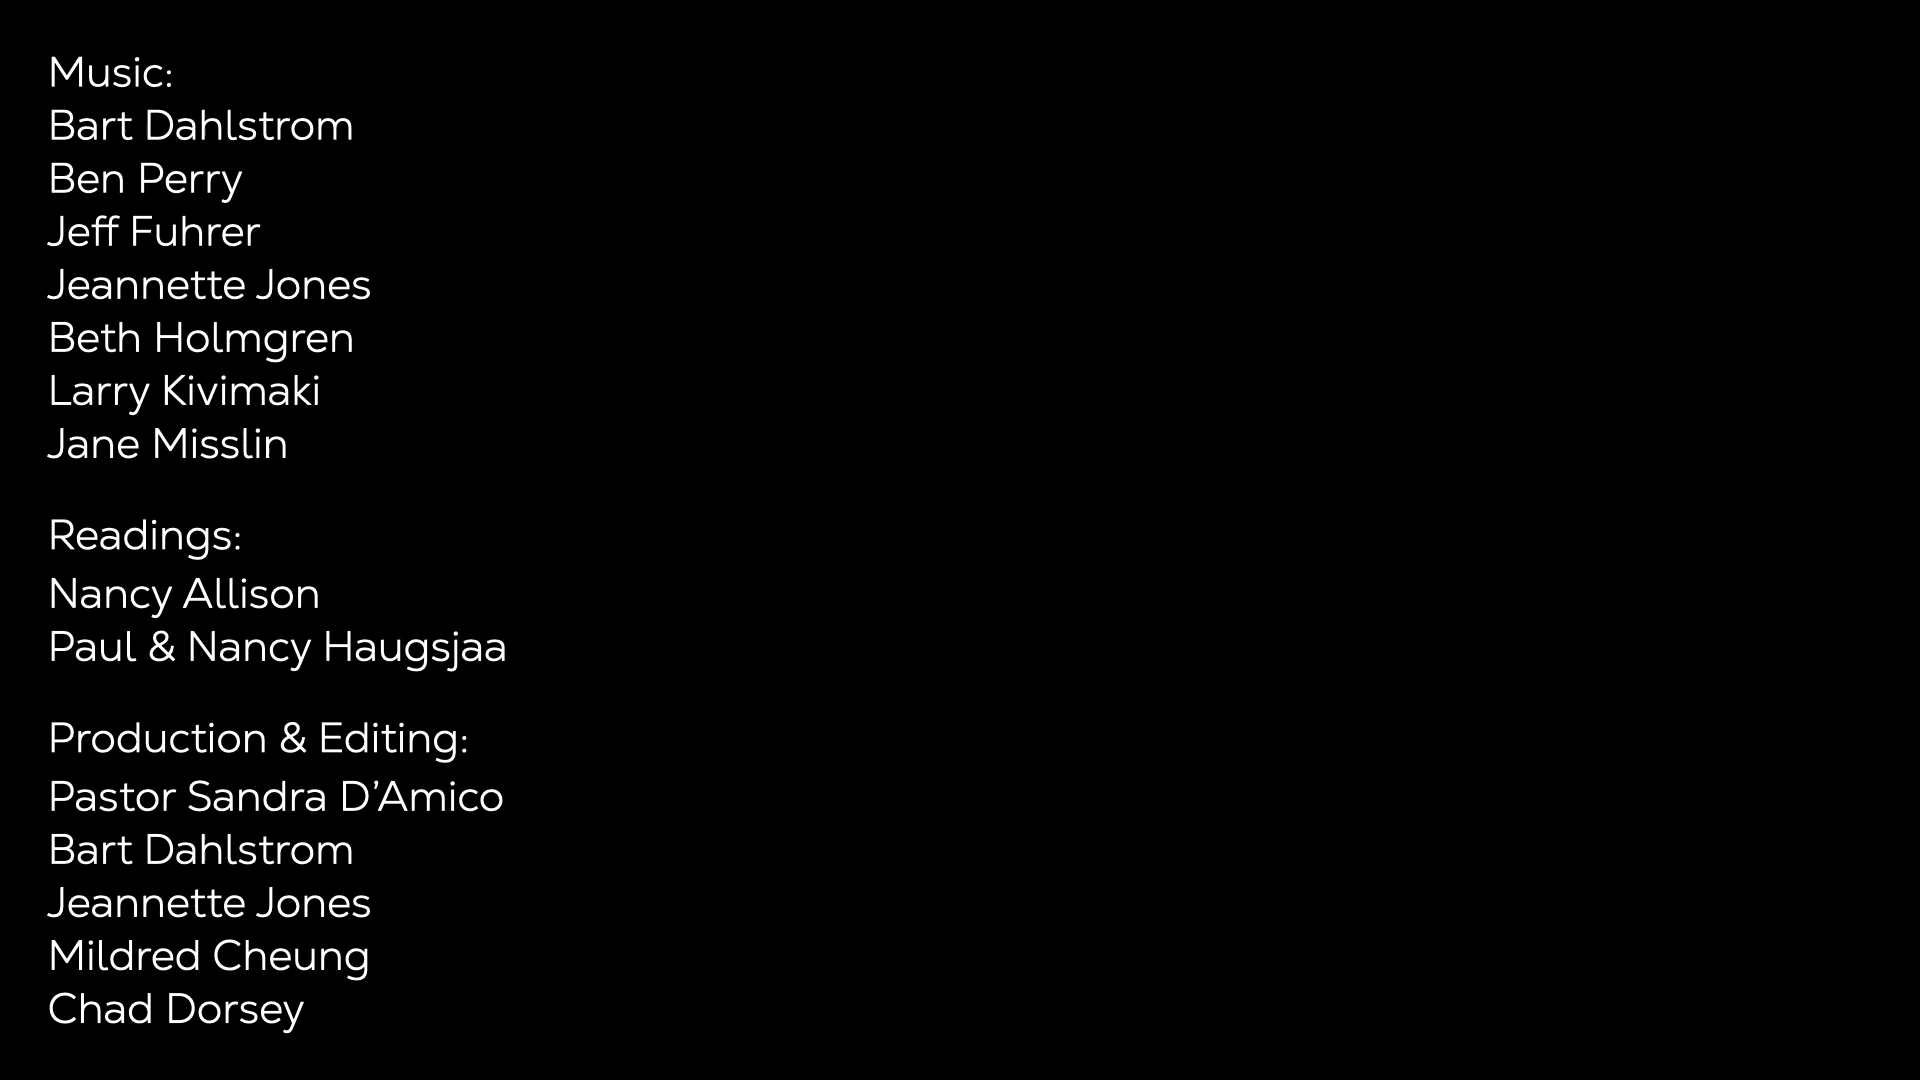 Music:
Bart Dahlstrom
Ben Perry
Jeff Fuhrer
Jeannette Jones
Beth Holmgren
Larry Kivimaki
Jane Misslin
Readings:
Nancy Allison
Paul & Nancy Haugsjaa
Production & Editing:
Pastor Sandra D’Amico
Bart Dahlstrom
Jeannette Jones
Mildred Cheung
Chad Dorsey